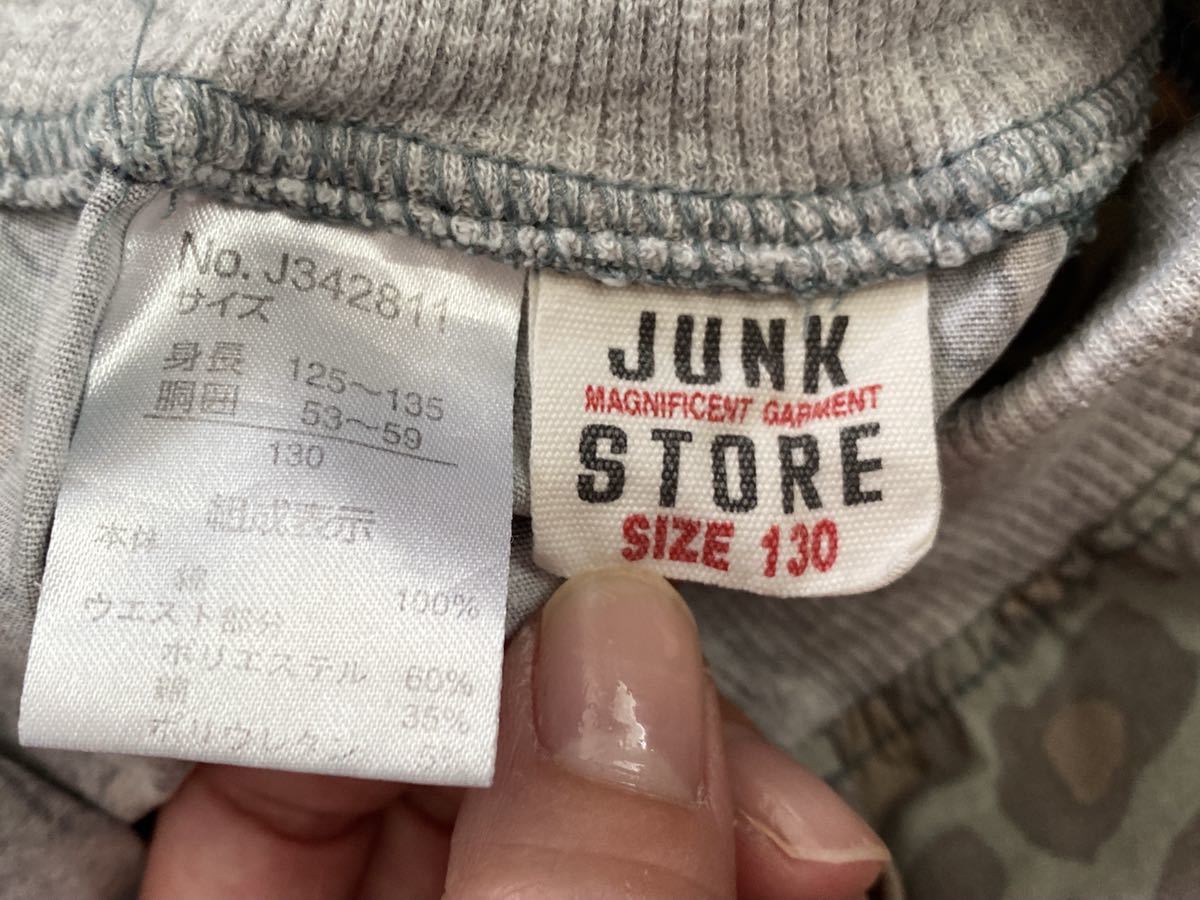 No. J342811
サイズ
身長 125～135
胴囲 53～59
130
組成表示
本体
綿 100%
ウエスト部分
ポリエステル 60%
綿 35%
ポリウレタン
JUNK
MAGNIFICENT GARMENT
STORE
SIZE 130